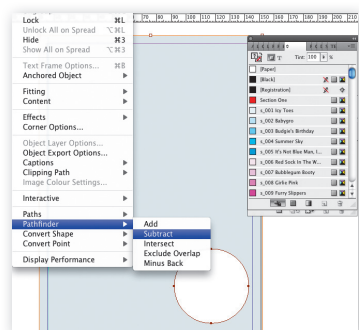 Lock ⌘L
Unlock All on Spread ⌥⌘L
Hide ⌘3
Show All on Spread ⌥⌘3
Text Frame Options... ⌘B
Anchored Object
Fitting
Content
Effects
Corner Options...
Object Layer Options...
Object Export Options...
Captions
Clipping Path
Image Colour Settings...
Interactive
Paths
Pathfinder
Convert Shape
Convert Point
Display Performance
Add
Subtract
Intersect
Exclude Overlap
Minus Back
70 80 90 100 110 120 130 140 150 160 170 180 190 200 210
T Tint: 100 %
[Paper]
[Black]
[Registration]
Section One
s_001 Icy Toes
s_002 Babygro
s_003 Budgie's Birthday
s_004 Summer Sky
s_005 It's Not Blue Man, I...
s_006 Red Sock In The W...
s_007 Bubblegum Booty
s_008 Girlie Pink
s_009 Furry Slippers